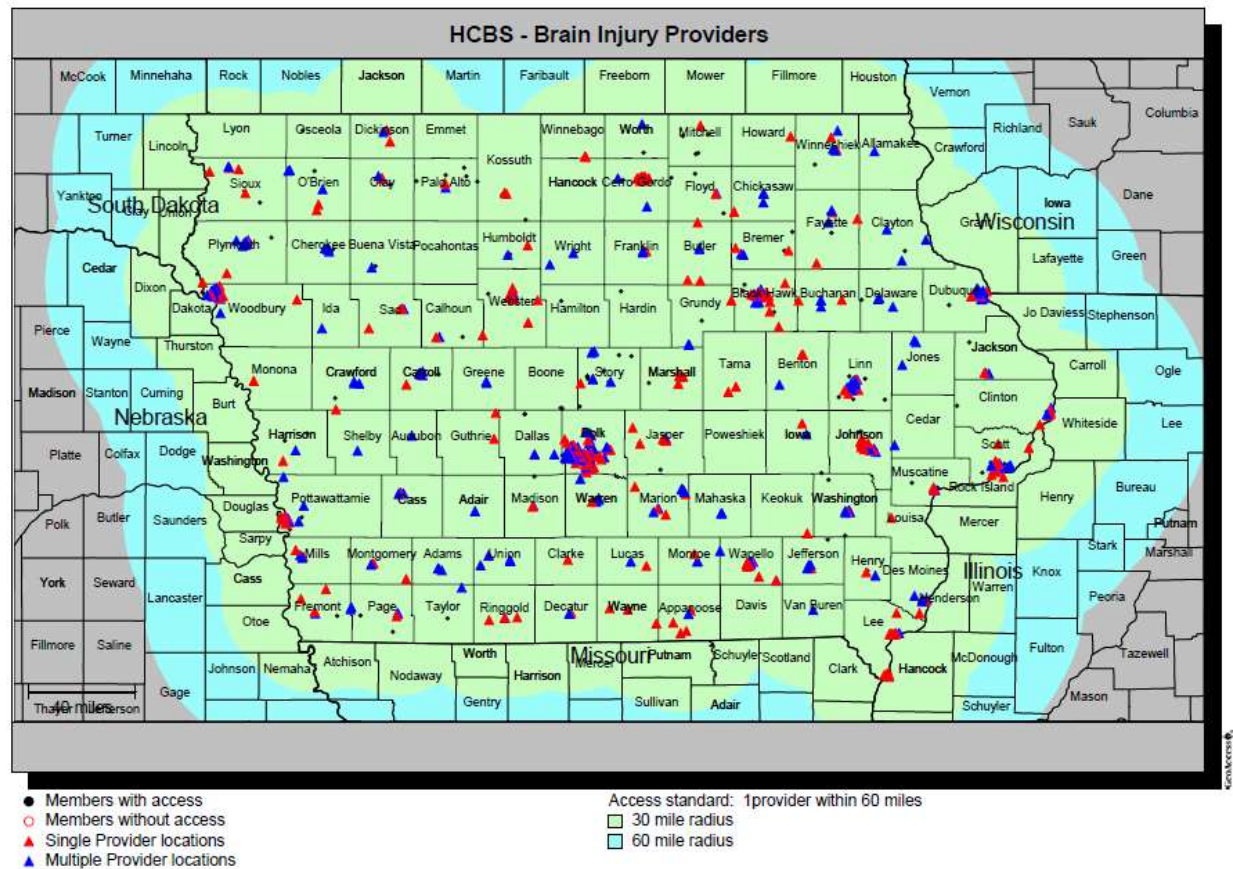 HCBS - Brain Injury Providers
McCook Minnehaha Rock Nobles Jackson Martin Faribault Freeborn Mower Fillmore Houston
Vernon
Columbia
Turner Lincoln Lyon Osceola Dickinson Emmet Winnebago Worth Mitchell Howard Winneshiek Allamakee Crawford Richland Sauk
Kossuth
Yankton Clay Union Sioux O'Brien Clay Palo Alto Hancock Cerro Gordo Floyd Chickasaw Dane
South Dakota Iowa
Fayette Clayton Grant Wisconsin
Plymouth Cherokee Buena Vista Pocahontas Humboldt Wright Franklin Butler Bremer
Cedar Lafayette Green
Dixon
Dakota Woodbury Ida Sac Calhoun Webster Hamilton Hardin Grundy Black Hawk Buchanan Delaware Dubuque
Pierce Wayne Thurston Jo Daviess Stephenson
Monona Crawford Carroll Greene Boone Story Marshall Tama Benton Linn Jones Jackson Carroll Ogle
Madison Stanton Cuming Burt
Nebraska Clinton
Harrison Shelby Audubon Guthrie Dallas Polk Jasper Poweshiek Iowa Johnson Cedar Whiteside Lee
Platte Colfax Dodge Washington Scott
Muscatine Rock Island
Pottawattamie Cass Adair Madison Warren Marion Mahaska Keokuk Washington Henry Bureau
Polk Butler Saunders Douglas Louisa Mercer Putnam
Sarpy Stark Marshall
Mills Montgomery Adams Union Clarke Lucas Monroe Wapello Jefferson Henry Des Moines
York Seward Cass Illinois Knox
Lancaster Warren Peoria
Fremont Page Taylor Ringgold Decatur Wayne Appanoose Davis Van Buren Henderson
Otoe Lee
Fillmore Saline Fulton
Worth Missouri Putnam Schuyler Scotland Clark Hancock McDonough Tazewell
Johnson Nemaha Atchison Nodaway Harrison Mercer
Gage Gentry Sullivan Adair Schuyler Mason
40 miles
Thayer Jefferson
GeoAccess®
Members with access
Members without access
Single Provider locations
Multiple Provider locations
Access standard: 1provider within 60 miles
30 mile radius
60 mile radius